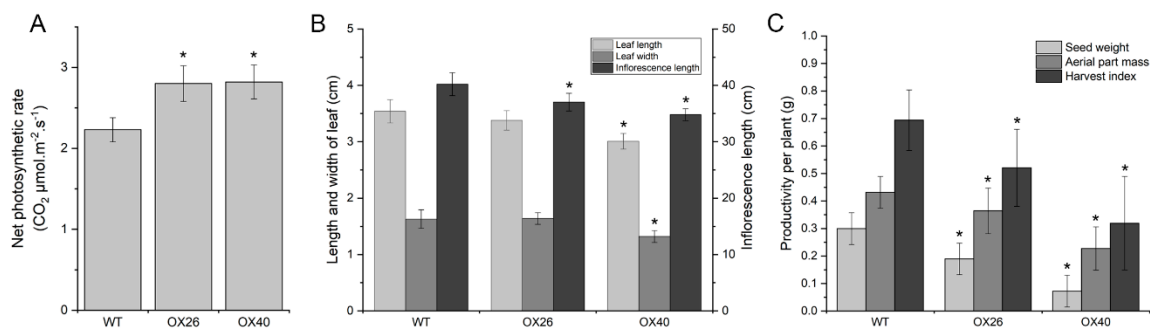 A
Net photosynthetic rate
(CO₂ μmol.m⁻².s⁻¹)
3
2
1
0
*
*
WT
OX26
OX40
B
Length and width of leaf (cm)
5
4
3
2
1
0
Leaf length
Leaf width
Inflorescence length
*
*
*
*
WT
OX26
OX40
50
40
30
20
10
0
Inflorescence length (cm)
C
Productivity per plant (g)
1.0
0.9
0.8
0.7
0.6
0.5
0.4
0.3
0.2
0.1
0.0
Seed weight
Aerial part mass
Harvest index
*
*
*
*
*
*
WT
OX26
OX40